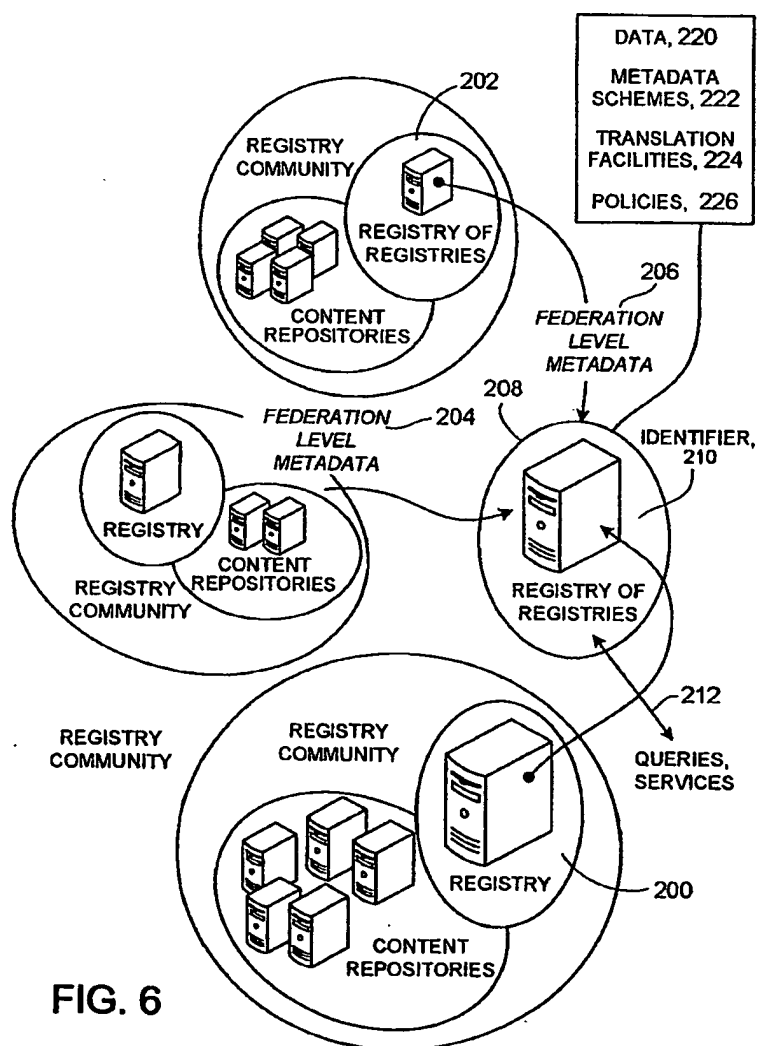 DATA, 220
METADATA
SCHEMES, 222
TRANSLATION
FACILITIES, 224
POLICIES, 226
202
REGISTRY
COMMUNITY
REGISTRY OF
REGISTRIES
CONTENT
REPOSITORIES
206
FEDERATION
LEVEL
METADATA
208
IDENTIFIER,
210
FEDERATION
LEVEL
METADATA
204
REGISTRY
CONTENT
REPOSITORIES
REGISTRY
COMMUNITY
REGISTRY OF
REGISTRIES
212
QUERIES,
SERVICES
REGISTRY
COMMUNITY
REGISTRY
COMMUNITY
REGISTRY
200
CONTENT
REPOSITORIES
FIG. 6